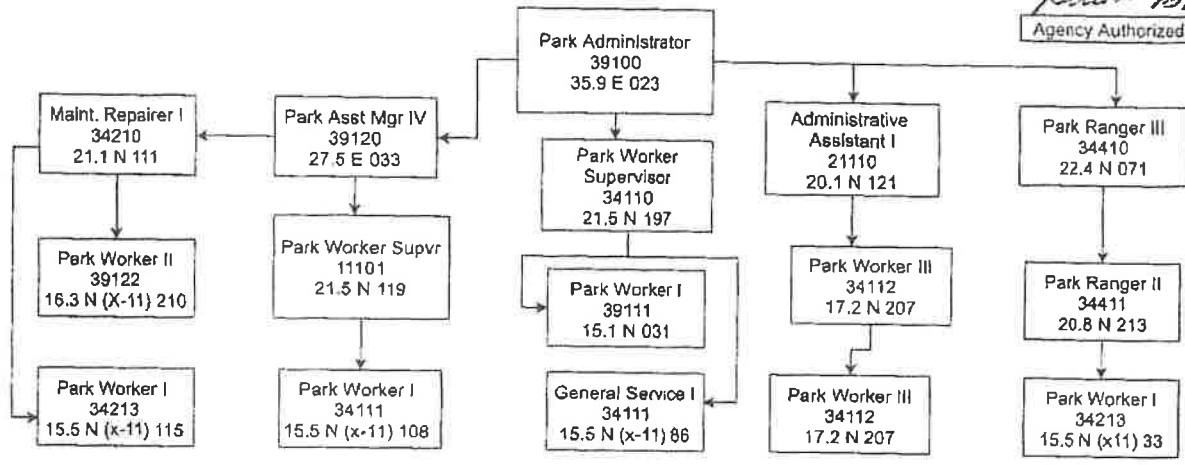 Agency Authorized
Park Administrator
39100
35.9 E 023
Maint. Repairer I
34210
21.1 N 111
Park Asst Mgr IV
39120
27.5 E 033
Park Worker
Supervisor
34110
21.5 N 197
Administrative
Assistant I
21110
20.1 N 121
Park Ranger III
34410
22.4 N 071
Park Worker II
39122
16.3 N (X-11) 210
Park Worker Supvr
11101
21.5 N 119
Park Worker I
39111
15.1 N 031
Park Worker III
34112
17.2 N 207
Park Ranger II
34411
20.8 N 213
Park Worker I
34213
15.5 N (x-11) 115
Park Worker I
34111
15.5 N (x-11) 108
General Service I
34111
15.5 N (x-11) 86
Park Worker III
34112
17.2 N 207
Park Worker I
34213
15.5 N (x11) 33